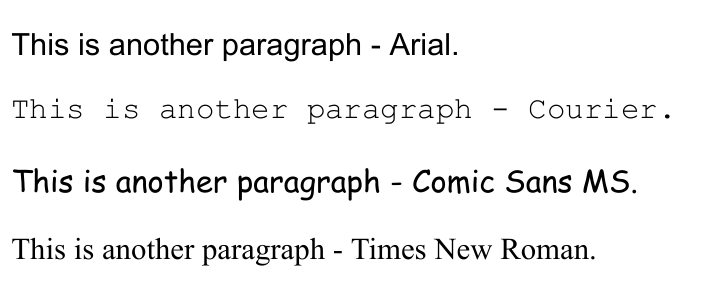 This is another paragraph - Arial.
This is another paragraph - Courier.
This is another paragraph - Comic Sans MS.
This is another paragraph - Times New Roman.